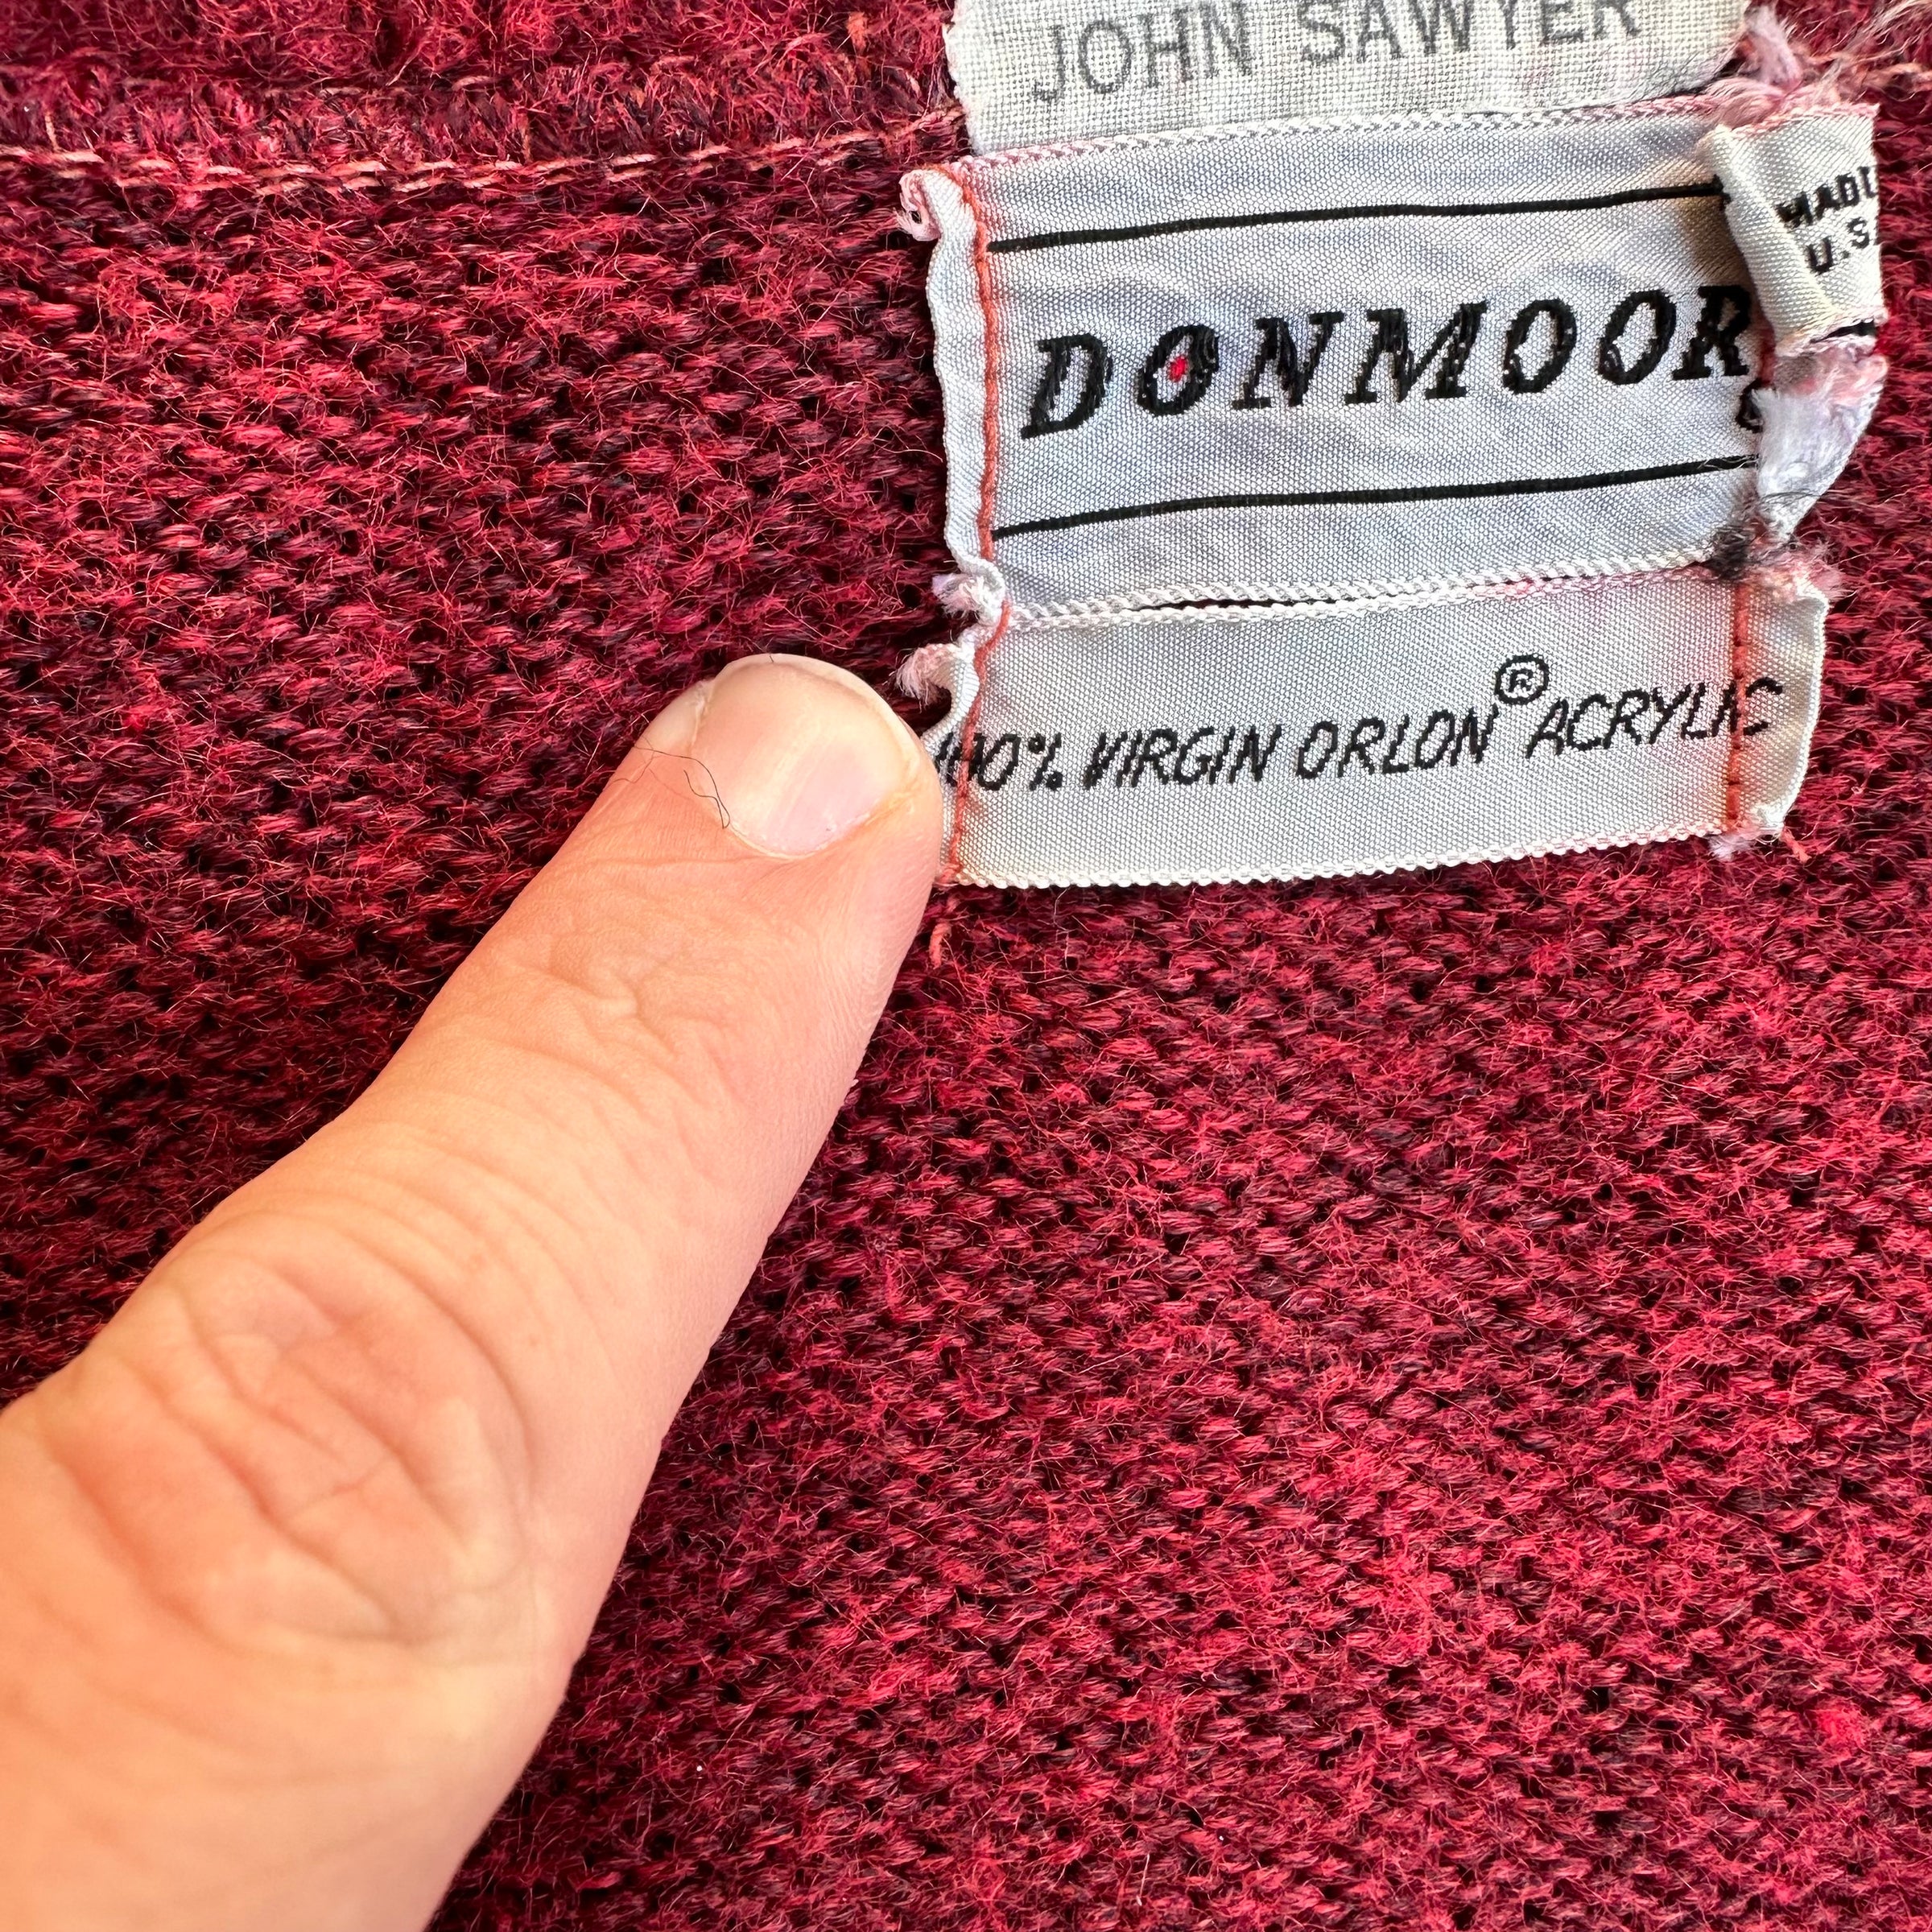 JOHN SAWYER
DONMOOR
MADE
U.S.
100% VIRGIN ORLON® ACRYLIC